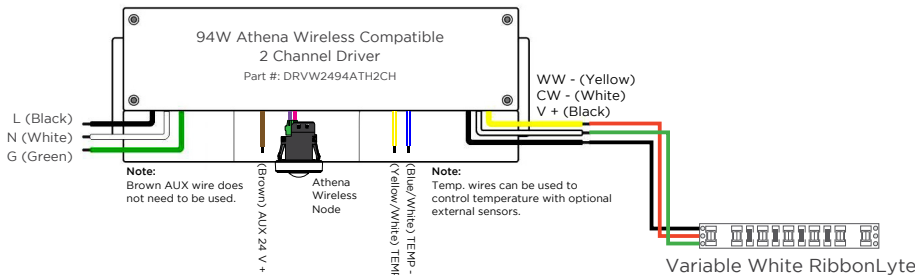 94W Athena Wireless Compatible
2 Channel Driver
Part #: DRVW2494ATH2CH
WW - (Yellow)
CW - (White)
V + (Black)
L (Black)
N (White)
G (Green)
Note:
Brown AUX wire does
not need to be used.
(Brown) AUX 24 V +
Athena
Wireless
Node
(Yellow/White)
(Blue/White) TEMP -
Note:
Temp. wires can be used to
control temperature with optional
external sensors.
Variable White RibbonLyte